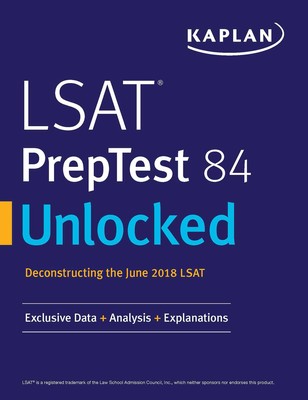 KAPLAN
LSAT®
PrepTest 84
Unlocked
Deconstructing the June 2018 LSAT
Exclusive Data + Analysis + Explanations
LSAT® is a registered trademark of the Law School Admission Council, Inc., which neither sponsors nor endorses this product.